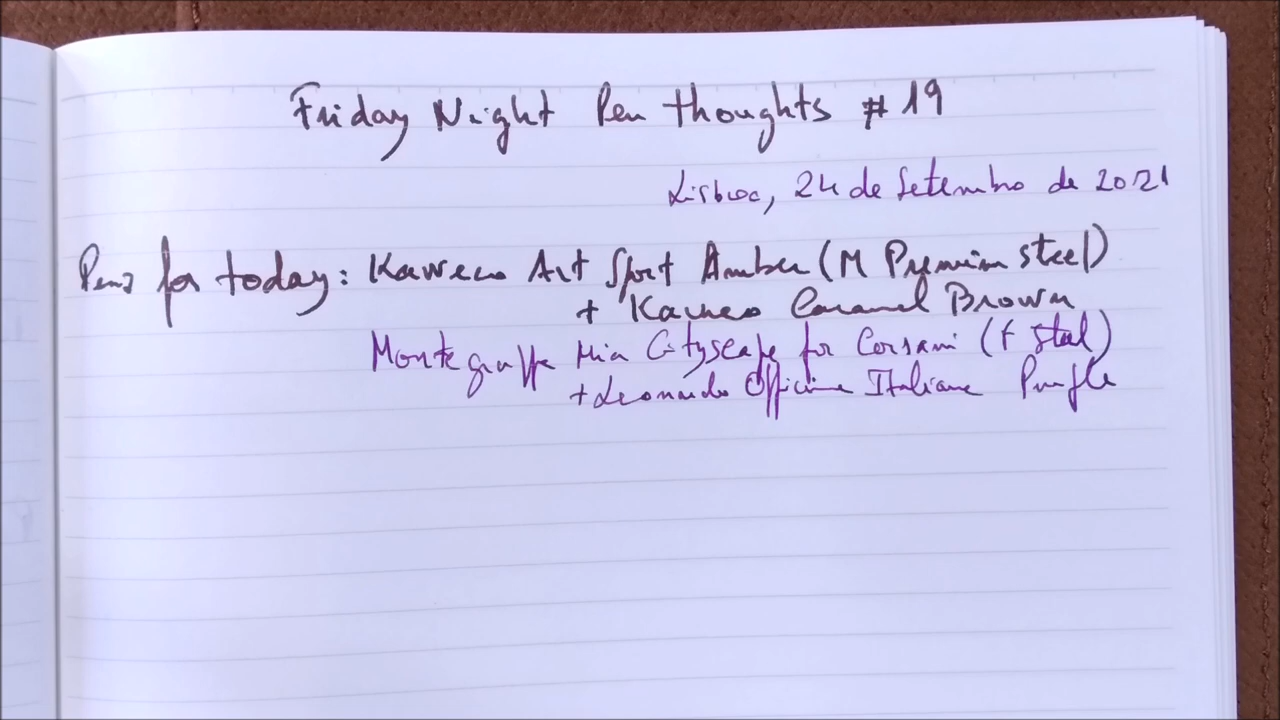 Friday Night Pen thoughts #19
Lisboa, 24 de Setembro de 2021
Pens for today: Kaweco Art Sport Amber (M Premium steel)
+ Kaweco Caramel Brown
Montegrappa Mia Cityscape for Corsani (F steel)
+ Leonardo Officina Italiana Purple